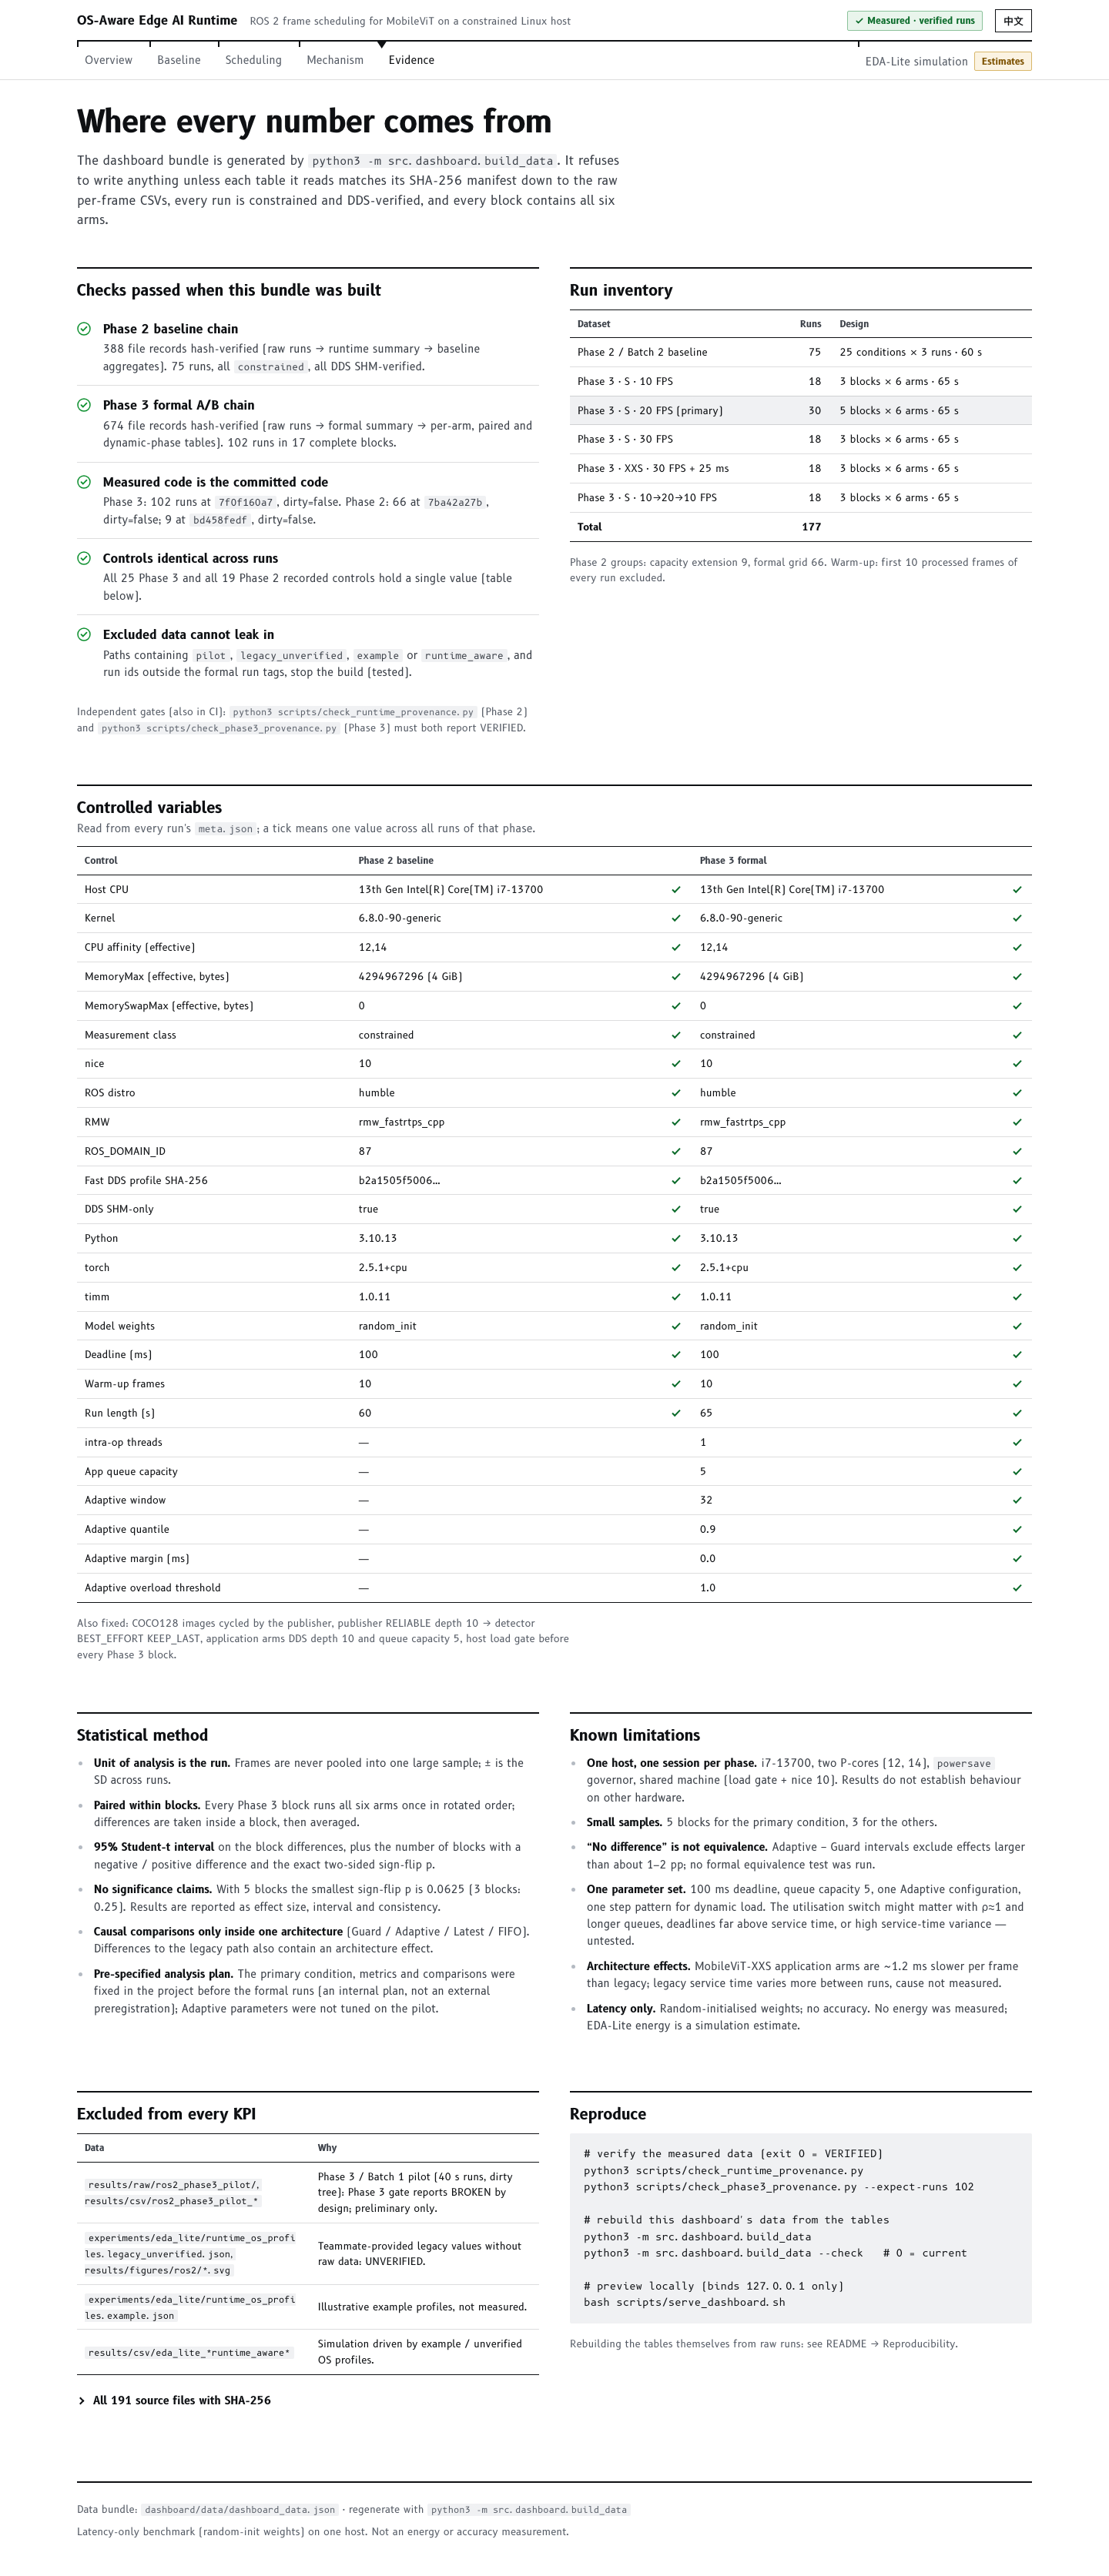 OS-Aware Edge AI Runtime ROS 2 frame scheduling for MobileViT on a constrained Linux host ✓ Measured · verified runs 中文
Overview Baseline Scheduling Mechanism Evidence EDA-Lite simulation Estimates
Where every number comes from
The dashboard bundle is generated by python3 -m src.dashboard.build_data. It refuses
to write anything unless each table it reads matches its SHA-256 manifest down to the raw
per-frame CSVs, every run is constrained and DDS-verified, and every block contains all six
arms.
Checks passed when this bundle was built
Phase 2 baseline chain
388 file records hash-verified (raw runs → runtime summary → baseline
aggregates). 75 runs, all constrained, all DDS SHM-verified.
Phase 3 formal A/B chain
674 file records hash-verified (raw runs → formal summary → per-arm, paired and
dynamic-phase tables). 102 runs in 17 complete blocks.
Measured code is the committed code
Phase 3: 102 runs at 7f0f160a7, dirty=false. Phase 2: 66 at 7ba42a27b,
dirty=false; 9 at bd458fedf, dirty=false.
Controls identical across runs
All 25 Phase 3 and all 19 Phase 2 recorded controls hold a single value (table
below).
Excluded data cannot leak in
Paths containing pilot, legacy_unverified, example or runtime_aware, and
run ids outside the formal run tags, stop the build (tested).
Independent gates (also in CI): python3 scripts/check_runtime_provenance.py (Phase 2)
and python3 scripts/check_phase3_provenance.py (Phase 3) must both report VERIFIED.
Run inventory
Dataset Runs Design
Phase 2 / Batch 2 baseline 75 25 conditions × 3 runs · 60 s
Phase 3 · S · 10 FPS 18 3 blocks × 6 arms · 65 s
Phase 3 · S · 20 FPS (primary) 30 5 blocks × 6 arms · 65 s
Phase 3 · S · 30 FPS 18 3 blocks × 6 arms · 65 s
Phase 3 · XXS · 30 FPS + 25 ms 18 3 blocks × 6 arms · 65 s
Phase 3 · S · 10→20→10 FPS 18 3 blocks × 6 arms · 65 s
Total 177
Phase 2 groups: capacity extension 9, formal grid 66. Warm-up: first 10 processed frames of
every run excluded.
Controlled variables
Read from every run's meta.json; a tick means one value across all runs of that phase.
Control Phase 2 baseline Phase 3 formal
Host CPU 13th Gen Intel(R) Core(TM) i7-13700 ✓ 13th Gen Intel(R) Core(TM) i7-13700 ✓
Kernel 6.8.0-90-generic ✓ 6.8.0-90-generic ✓
CPU affinity (effective) 12,14 ✓ 12,14 ✓
MemoryMax (effective, bytes) 4294967296 (4 GiB) ✓ 4294967296 (4 GiB) ✓
MemorySwapMax (effective, bytes) 0 ✓ 0 ✓
Measurement class constrained ✓ constrained ✓
nice 10 ✓ 10 ✓
ROS distro humble ✓ humble ✓
RMW rmw_fastrtps_cpp ✓ rmw_fastrtps_cpp ✓
ROS_DOMAIN_ID 87 ✓ 87 ✓
Fast DDS profile SHA-256 b2a1505f5006… ✓ b2a1505f5006… ✓
DDS SHM-only true ✓ true ✓
Python 3.10.13 ✓ 3.10.13 ✓
torch 2.5.1+cpu ✓ 2.5.1+cpu ✓
timm 1.0.11 ✓ 1.0.11 ✓
Model weights random_init ✓ random_init ✓
Deadline (ms) 100 ✓ 100 ✓
Warm-up frames 10 ✓ 10 ✓
Run length (s) 60 ✓ 65 ✓
intra-op threads — 1 ✓
App queue capacity — 5 ✓
Adaptive window — 32 ✓
Adaptive quantile — 0.9 ✓
Adaptive margin (ms) — 0.0 ✓
Adaptive overload threshold — 1.0 ✓
Also fixed: COCO128 images cycled by the publisher, publisher RELIABLE depth 10 → detector
BEST_EFFORT KEEP_LAST, application arms DDS depth 10 and queue capacity 5, host load gate before
every Phase 3 block.
Statistical method
• Unit of analysis is the run. Frames are never pooled into one large sample; ± is the
SD across runs.
• Paired within blocks. Every Phase 3 block runs all six arms once in rotated order;
differences are taken inside a block, then averaged.
• 95% Student-t interval on the block differences, plus the number of blocks with a
negative / positive difference and the exact two-sided sign-flip p.
• No significance claims. With 5 blocks the smallest sign-flip p is 0.0625 (3 blocks:
0.25). Results are reported as effect size, interval and consistency.
• Causal comparisons only inside one architecture (Guard / Adaptive / Latest / FIFO).
Differences to the legacy path also contain an architecture effect.
• Pre-specified analysis plan. The primary condition, metrics and comparisons were
fixed in the project before the formal runs (an internal plan, not an external
preregistration); Adaptive parameters were not tuned on the pilot.
Known limitations
• One host, one session per phase. i7-13700, two P-cores (12, 14), powersave
governor, shared machine (load gate + nice 10). Results do not establish behaviour
on other hardware.
• Small samples. 5 blocks for the primary condition, 3 for the others.
• “No difference” is not equivalence. Adaptive − Guard intervals exclude effects larger
than about 1–2 pp; no formal equivalence test was run.
• One parameter set. 100 ms deadline, queue capacity 5, one Adaptive configuration,
one step pattern for dynamic load. The utilisation switch might matter with ρ≈1 and
longer queues, deadlines far above service time, or high service-time variance —
untested.
• Architecture effects. MobileViT-XXS application arms are ~1.2 ms slower per frame
than legacy; legacy service time varies more between runs, cause not measured.
• Latency only. Random-initialised weights; no accuracy. No energy was measured;
EDA-Lite energy is a simulation estimate.
Excluded from every KPI
Data Why
results/raw/ros2_phase3_pilot/,
results/csv/ros2_phase3_pilot_*
Phase 3 / Batch 1 pilot (40 s runs, dirty
tree): Phase 3 gate reports BROKEN by
design; preliminary only.
experiments/eda_lite/runtime_os_profi
les.legacy_unverified.json,
results/figures/ros2/*.svg
Teammate-provided legacy values without
raw data: UNVERIFIED.
experiments/eda_lite/runtime_os_profi
les.example.json
Illustrative example profiles, not measured.
results/csv/eda_lite_*runtime_aware*
Simulation driven by example / unverified
OS profiles.
All 191 source files with SHA-256
Reproduce
# verify the measured data (exit 0 = VERIFIED)
python3 scripts/check_runtime_provenance.py
python3 scripts/check_phase3_provenance.py --expect-runs 102
# rebuild this dashboard's data from the tables
python3 -m src.dashboard.build_data
python3 -m src.dashboard.build_data --check # 0 = current
# preview locally (binds 127.0.0.1 only)
bash scripts/serve_dashboard.sh
Rebuilding the tables themselves from raw runs: see README → Reproducibility.
Data bundle: dashboard/data/dashboard_data.json · regenerate with python3 -m src.dashboard.build_data
Latency-only benchmark (random-init weights) on one host. Not an energy or accuracy measurement.